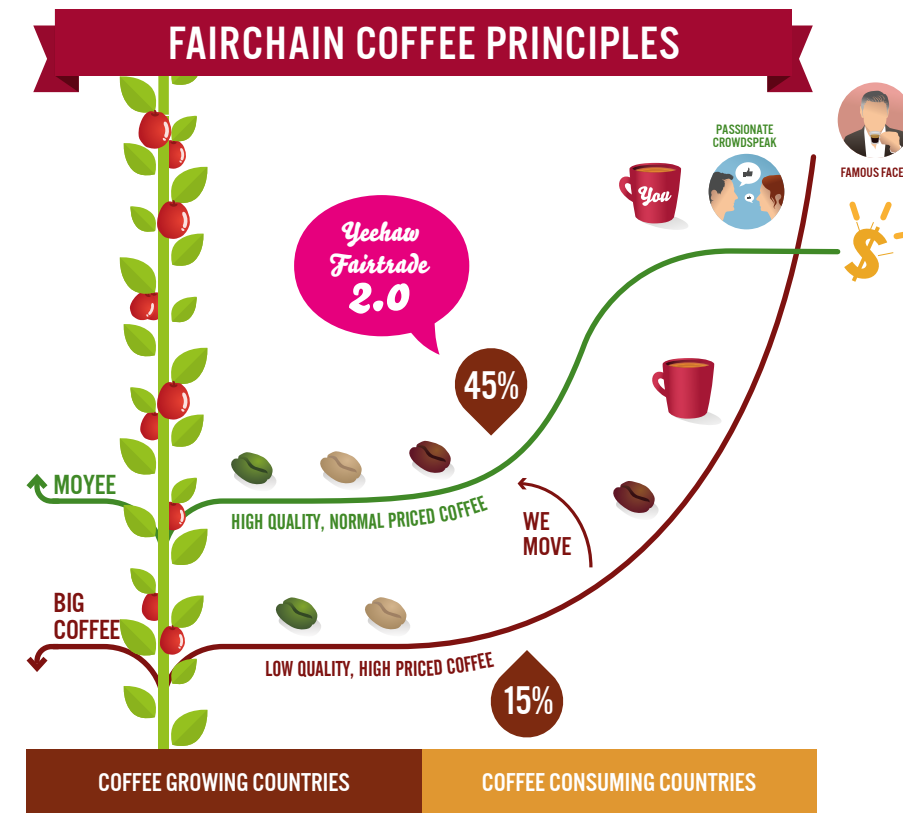 FAIRCHAIN COFFEE PRINCIPLES
PASSIONATE
CROWDSPEAK
FAMOUS FACE
You
Yeehaw
Fairtrade
2.0
$
45%
MOYEE
HIGH QUALITY, NORMAL PRICED COFFEE
WE
MOVE
BIG
COFFEE
LOW QUALITY, HIGH PRICED COFFEE
15%
COFFEE GROWING COUNTRIES
COFFEE CONSUMING COUNTRIES